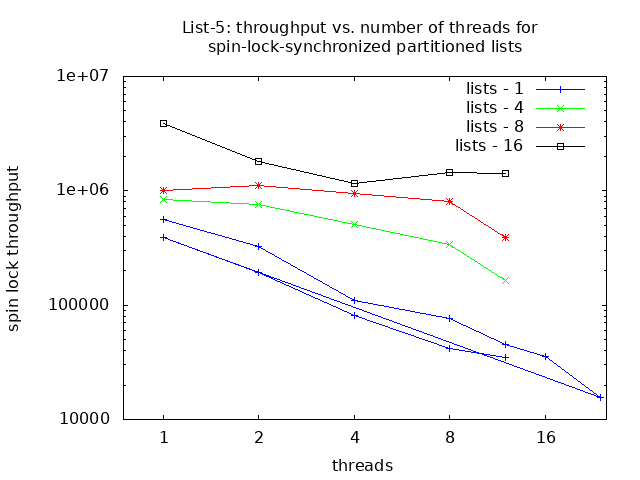 List-5: throughput vs. number of threads for
spin-lock-synchronized partitioned lists
1e+07
lists - 1
lists - 4
lists - 8
lists - 16
spin lock throughput
1e+06
100000
10000
1 2 4 8 16
threads